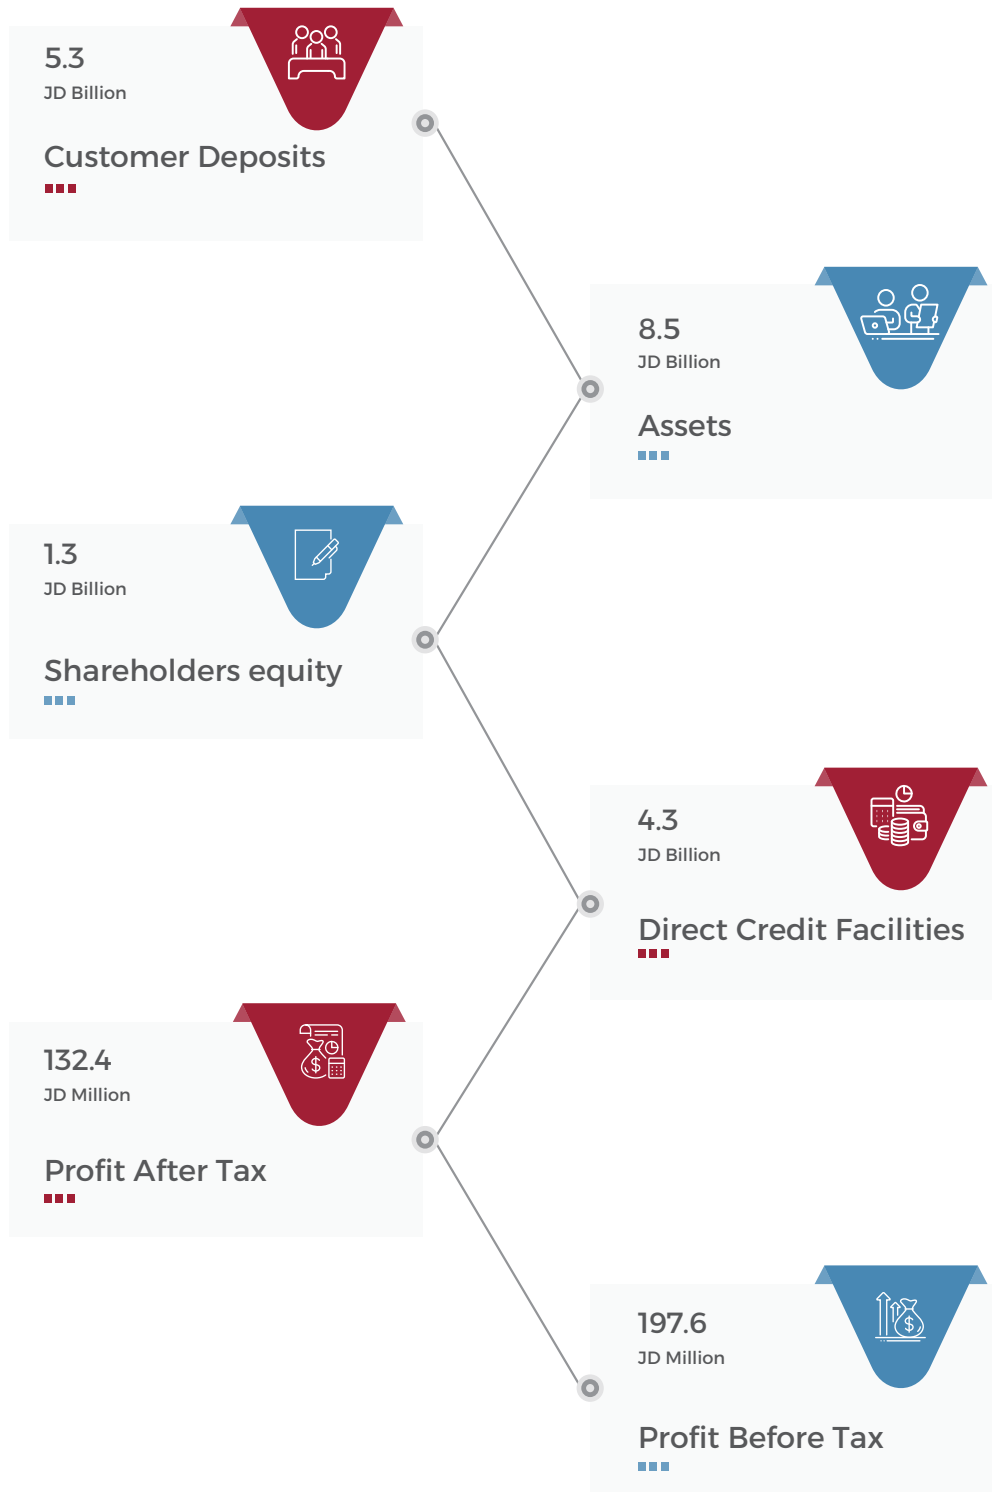 5.3
JD Billion
Customer Deposits
8.5
JD Billion
Assets
1.3
JD Billion
Shareholders equity
4.3
JD Billion
Direct Credit Facilities
132.4
JD Million
Profit After Tax
197.6
JD Million
Profit Before Tax